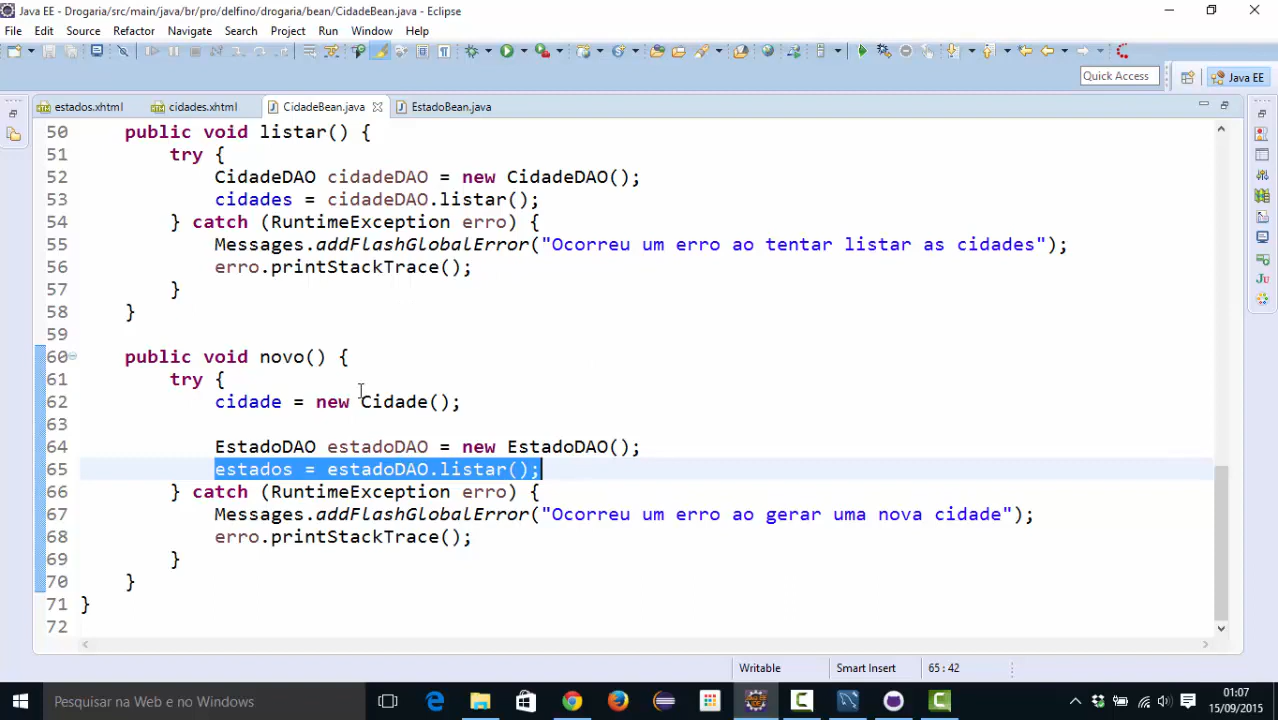 Java EE - Drogaria/src/main/java/br/pro/delfino/drogaria/bean/CidadeBean.java - Eclipse
File Edit Source Refactor Navigate Search Project Run Window Help
Quick Access Java EE
estados.xhtml cidades.xhtml CidadeBean.java EstadoBean.java
50 public void listar() {
51 try {
52 CidadeDAO cidadeDAO = new CidadeDAO();
53 cidades = cidadeDAO.listar();
54 } catch (RuntimeException erro) {
55 Messages.addFlashGlobalError("Ocorreu um erro ao tentar listar as cidades");
56 erro.printStackTrace();
57 }
58 }
59
60 public void novo() {
61 try {
62 cidade = new Cidade();
63
64 EstadoDAO estadoDAO = new EstadoDAO();
65 estados = estadoDAO.listar();
66 } catch (RuntimeException erro) {
67 Messages.addFlashGlobalError("Ocorreu um erro ao gerar uma nova cidade");
68 erro.printStackTrace();
69 }
70 }
71 }
72
Writable Smart Insert 65 : 42
Pesquisar na Web e no Windows
01:07
15/09/2015